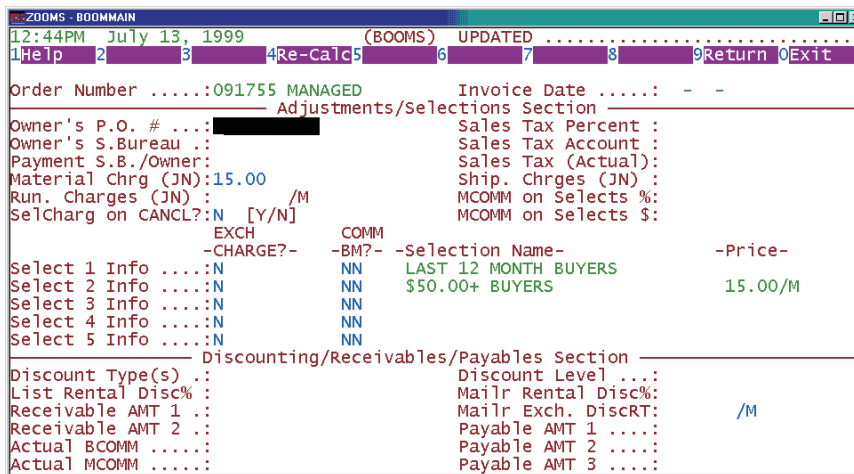 ZOOMS - BOOMMAIN
12:44PM July 13, 1999 (BOOMS) UPDATED ..............................
1Help 2 3 4Re-Calc5 6 7 8 9Return 0Exit
Order Number .....:091755 MANAGED Invoice Date .....: - -
Adjustments/Selections Section
Owner's P.O. # ...: Sales Tax Percent :
Owner's S.Bureau .: Sales Tax Account :
Payment S.B./Owner: Sales Tax (Actual):
Material Chrg (JN):15.00 Ship. Chrges (JN) :
Run. Charges (JN) : /M MCOMM on Selects %:
SelCharg on CANCL?:N [Y/N] MCOMM on Selects $:
EXCH COMM
-CHARGE?- -BM?- -Selection Name- -Price-
Select 1 Info ....:N NN LAST 12 MONTH BUYERS
Select 2 Info ....:N NN $50.00+ BUYERS 15.00/M
Select 3 Info ....:N NN
Select 4 Info ....:N NN
Select 5 Info ....:N NN
Discounting/Receivables/Payables Section
Discount Type(s) .: Discount Level ...:
List Rental Disc% : Mailr Rental Disc%:
Receivable AMT 1 .: Mailr Exch. DiscRT: /M
Receivable AMT 2 .: Payable AMT 1 ....:
Actual BCOMM .....: Payable AMT 2 ....:
Actual MCOMM .....: Payable AMT 3 ....: